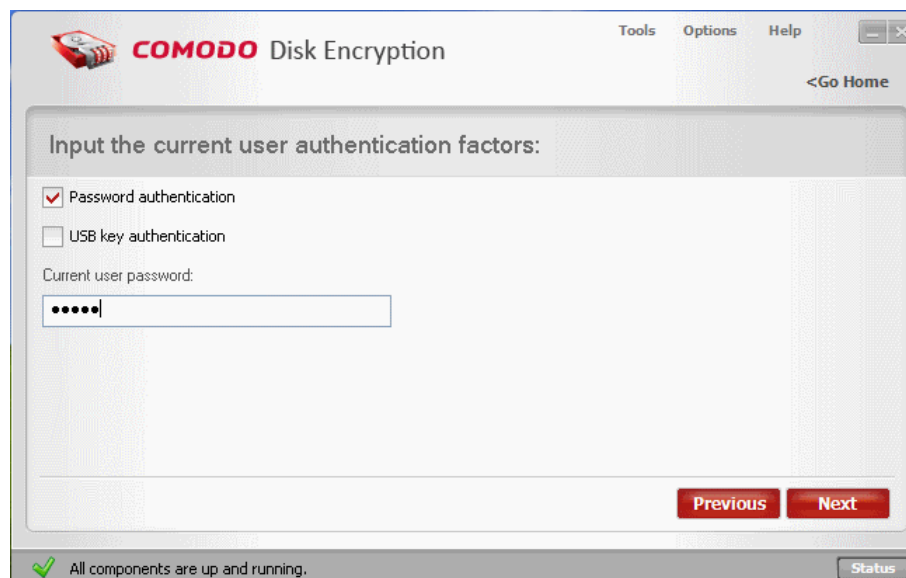 COMODO Disk Encryption
Tools Options Help
<Go Home
Input the current user authentication factors:
Password authentication
USB key authentication
Current user password:
•••••
Previous Next
All components are up and running.
Status